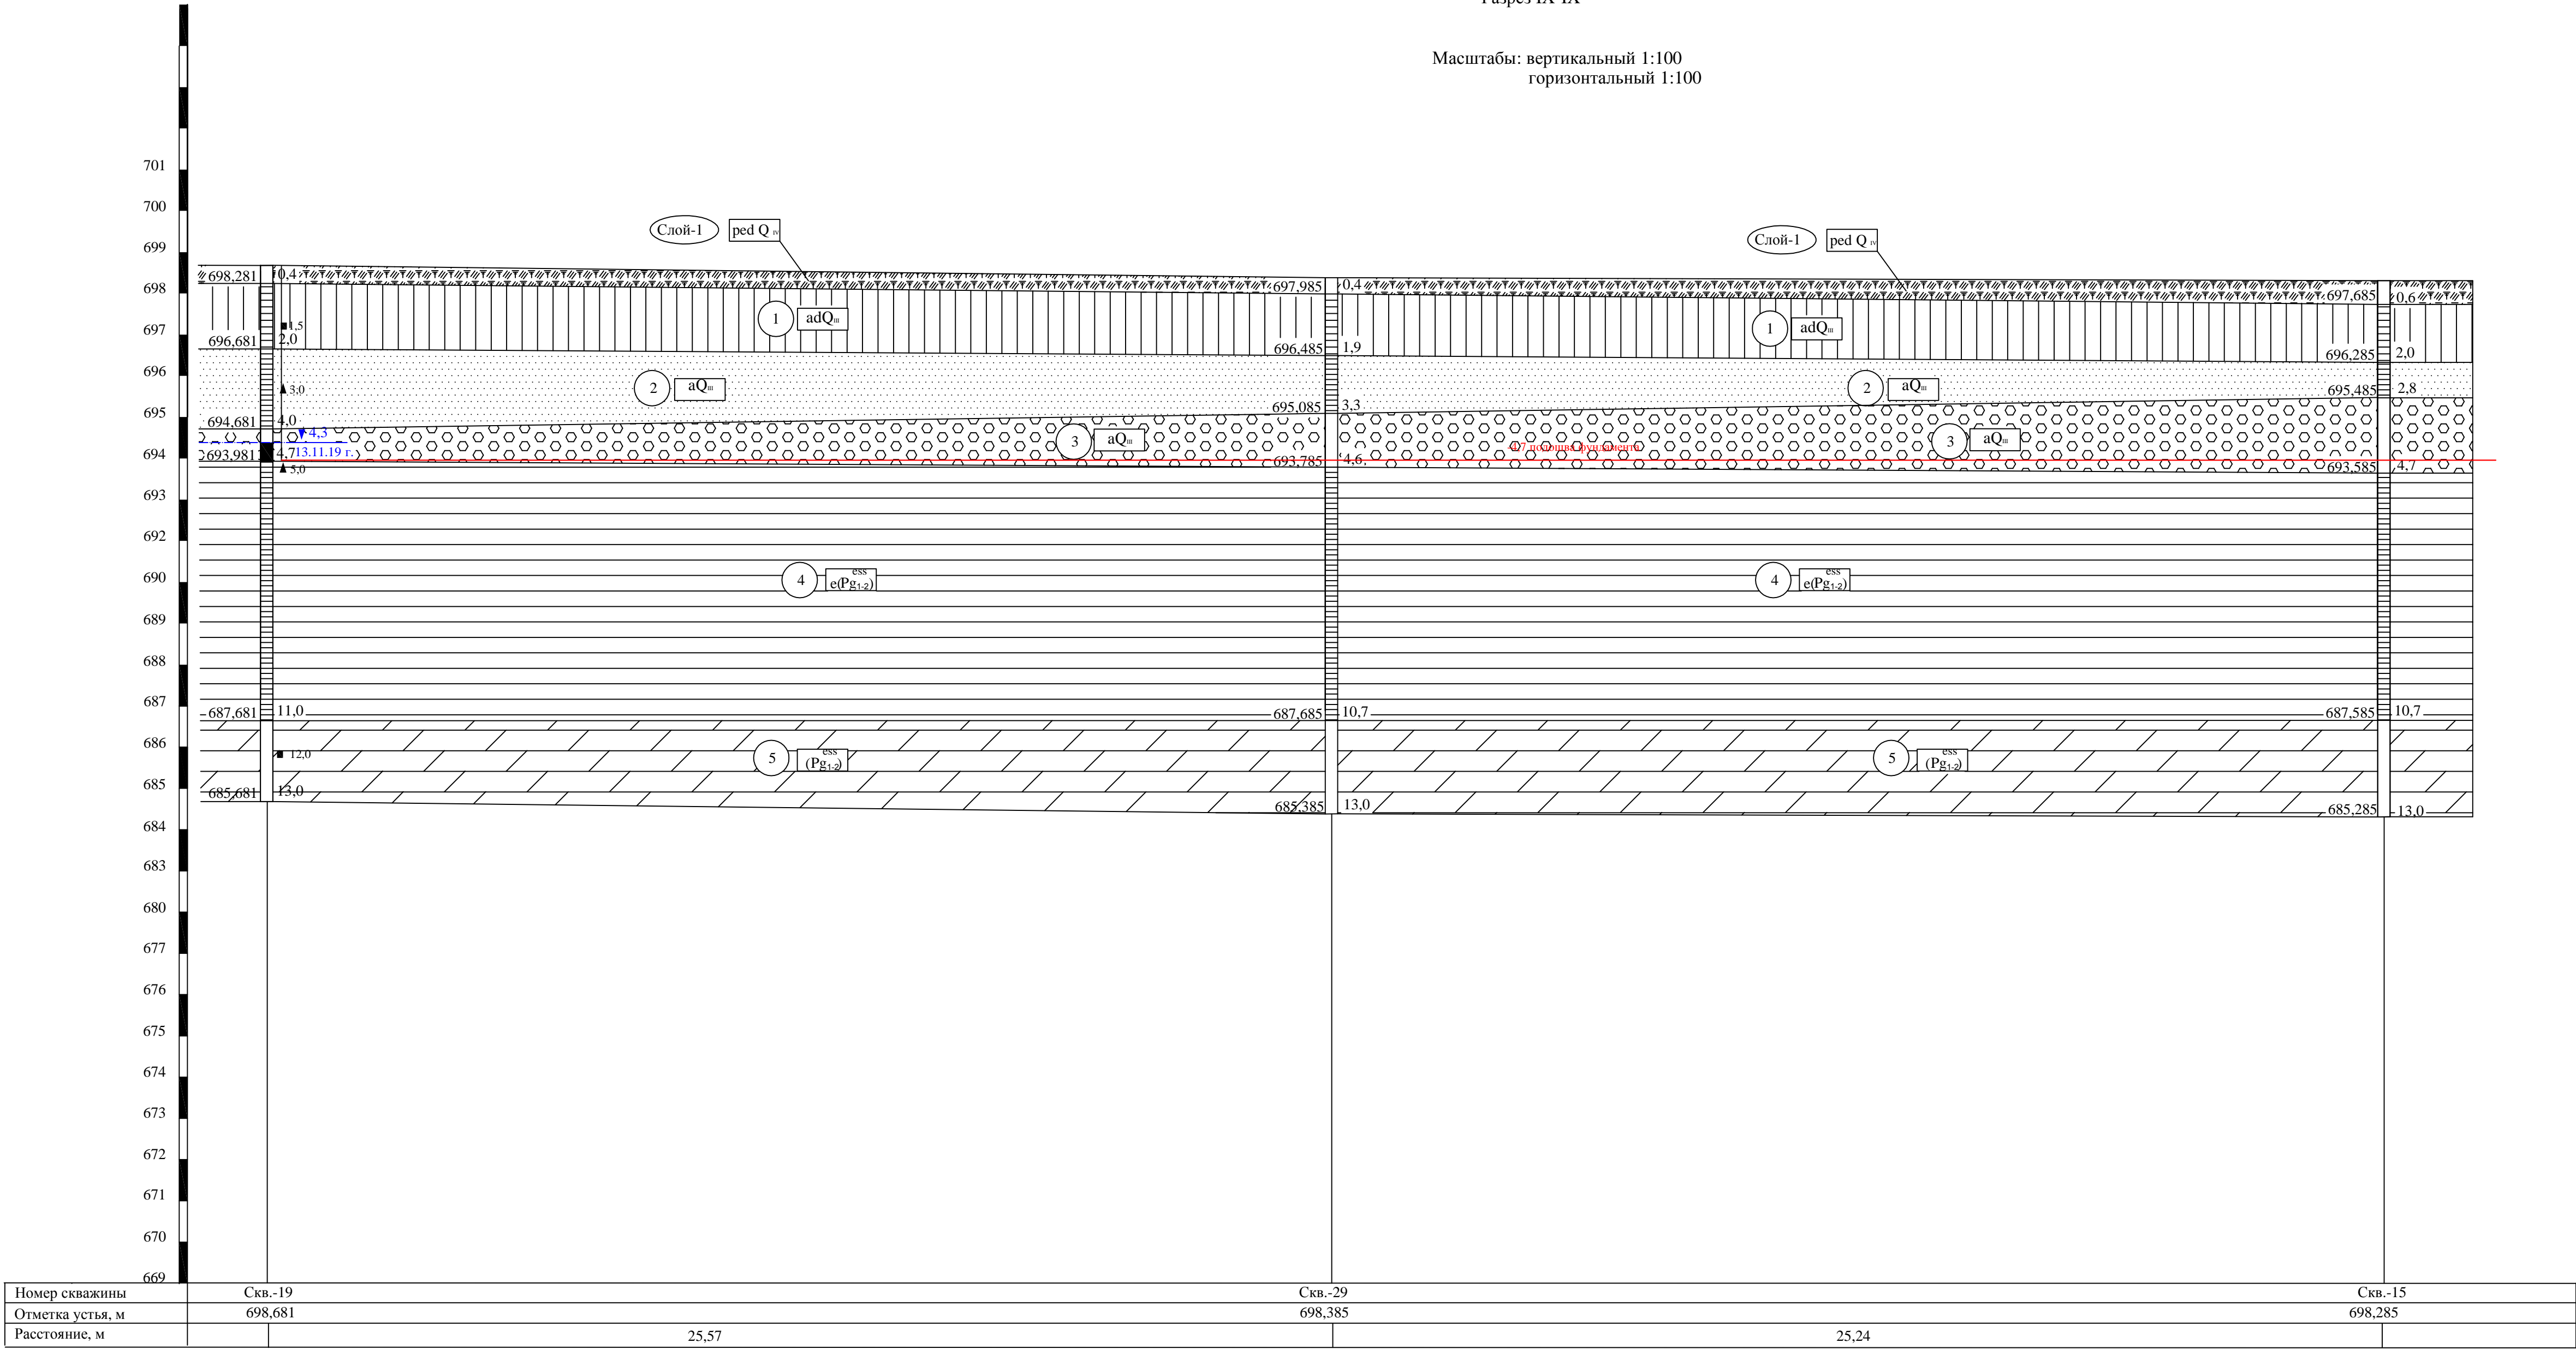 Разрез IX-IX
Масштабы: вертикальный 1:100
горизонтальный 1:100
701
700
699
698
697
696
695
694
693
692
690
689
688
687
686
685
684
683
680
677
676
675
674
673
672
671
670
669
Слой-1 ped Q IV
Слой-1 ped Q IV
698,281 0,4
697,985 0,4
697,685 0,6
1 adQIII
1 adQIII
1,5
696,681 2,0
696,485 1,9
696,285 2,0
2 aQIII
2 aQIII
3,0
694,681 4,0
695,085 3,3
695,485 2,8
4,3
13.11.19 г.
3 aQIII
3 aQIII
-4,7 подошва фундамента
693,981 4,7
693,785 4,6
693,585 4,7
5,0
4 e(Pg1-2) ess
4 e(Pg1-2) ess
687,681 11,0
687,685 10,7
687,585 10,7
12,0
5 (Pg1-2) ess
5 (Pg1-2) ess
685,681 13,0
685,385 13,0
685,285 13,0
Номер скважины Скв.-19 Скв.-29 Скв.-15
Отметка устья, м 698,681 698,385 698,285
Расстояние, м 25,57 25,24